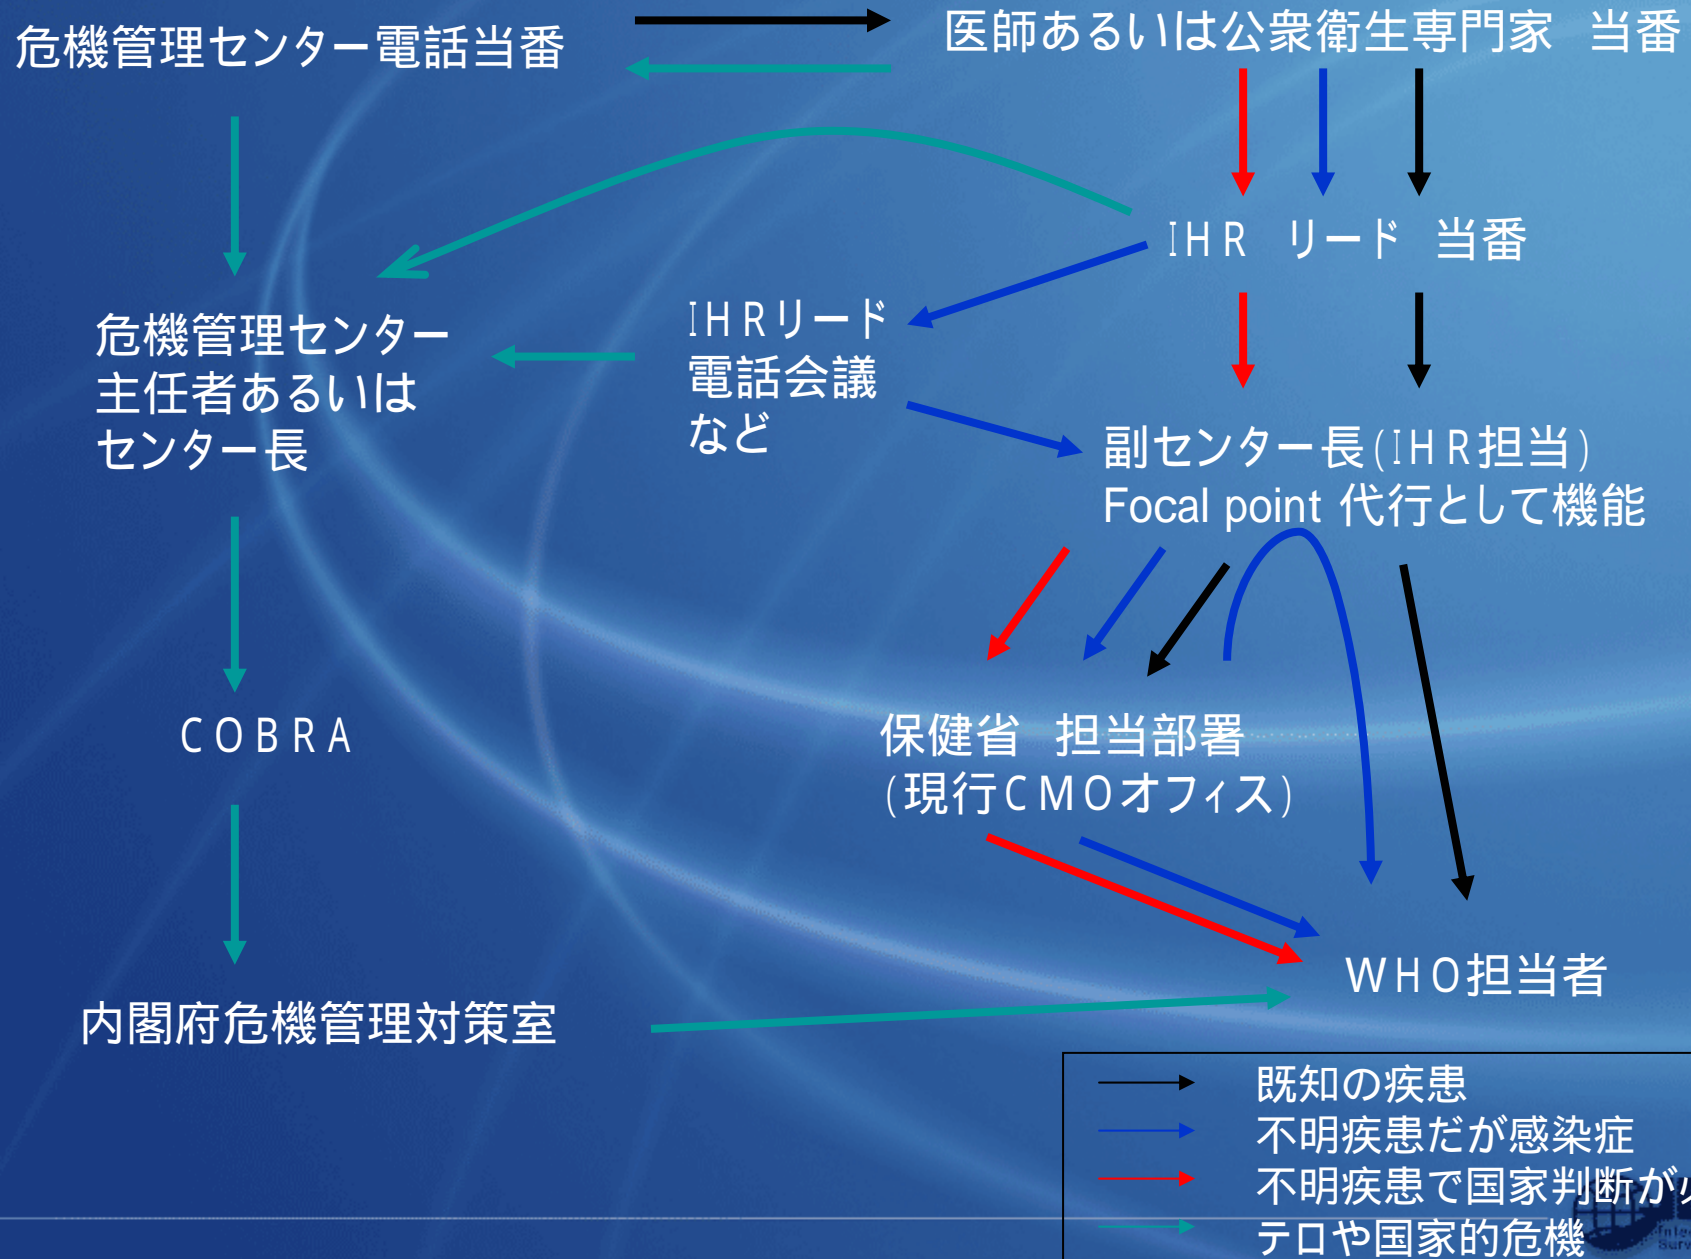 危機管理センター電話当番
医師あるいは公衆衛生専門家 当番
IHR リード 当番
危機管理センター
主任者あるいは
センター長
IHRリード
電話会議
など
副センター長(IHR担当)
Focal point 代行として機能
COBRA
保健省 担当部署
(現行CMOオフィス)
WHO担当者
内閣府危機管理対策室
既知の疾患
不明疾患だが感染症
不明疾患で国家判断が
テロや国家的危機